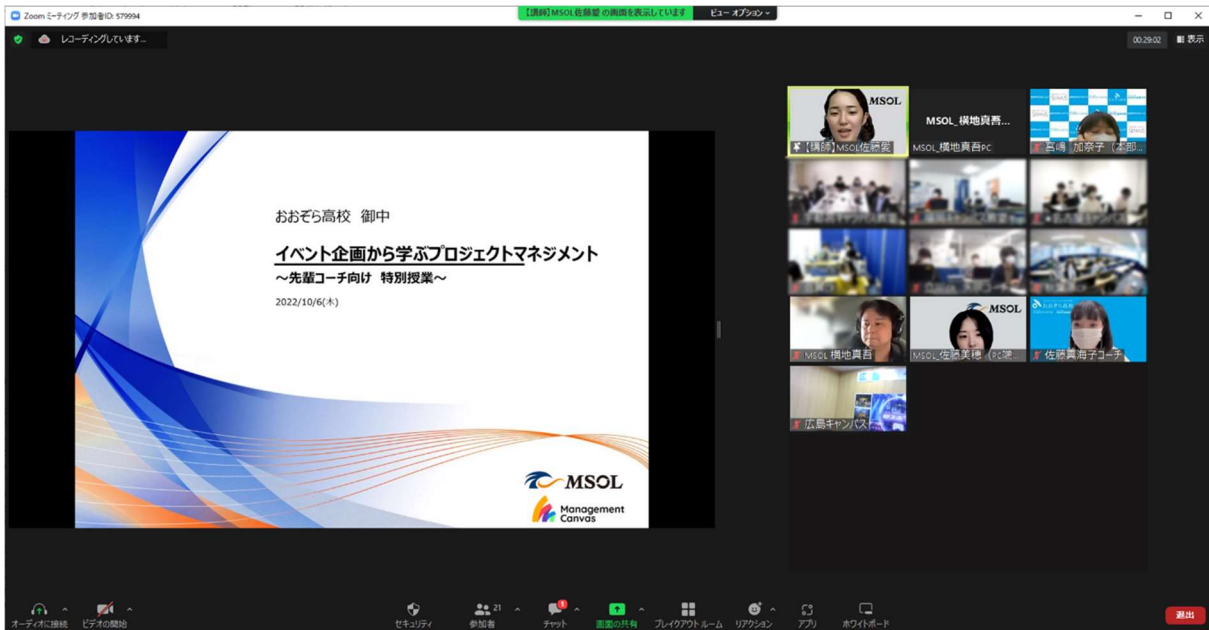 Zoom ミーティング 参加者ID: 579994
【講師】MSOL佐藤愛 の画面を表示しています
ビュー オプション
レコーディングしています...
00:29:02
表示
おおぞら高校 御中
イベント企画から学ぶプロジェクトマネジメント
～先輩コーチ向け 特別授業～
2022/10/6(木)
MSOL
Management
Canvas
MSOL
【講師】MSOL佐藤愛
MSOL_横地真吾...
MSOL_横地真吾PC
宮嶋 加奈子（本部...
MSOL 横地真吾
MSOL
MSOL_佐藤美穂（PC端...
佐藤真海子コーチ
広島
広島キャンパス
オーディオに接続
ビデオの開始
セキュリティ
参加者
21
チャット
1
画面の共有
ブレイクアウト ルーム
リアクション
アプリ
ホワイトボード
退出